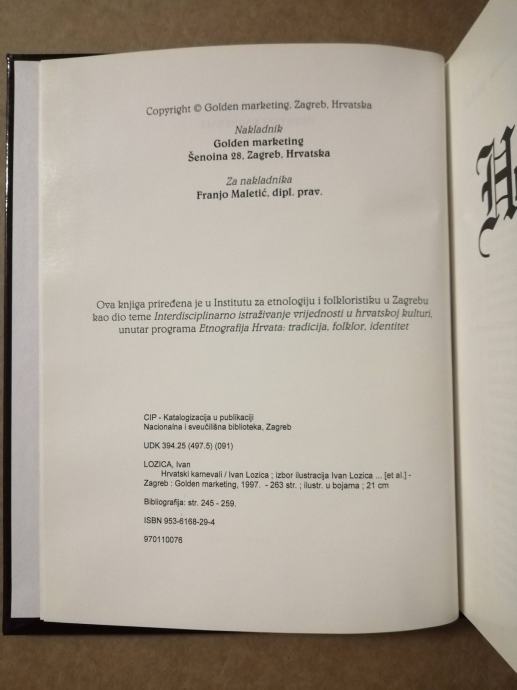 Copyright © Golden marketing, Zagreb, Hrvatska
Nakladnik
Golden marketing
Šenoina 28, Zagreb, Hrvatska
Za nakladnika
Franjo Maletić, dipl. prav.
Ova knjiga priređena je u Institutu za etnologiju i folkloristiku u Zagrebu
kao dio teme Interdisciplinarno istraživanje vrijednosti u hrvatskoj kulturi,
unutar programa Etnografija Hrvata: tradicija, folklor, identitet
CIP - Katalogizacija u publikaciji
Nacionalna i sveučilišna biblioteka, Zagreb
UDK 394.25 (497.5) (091)
LOZICA, Ivan
Hrvatski karnevali / Ivan Lozica ; izbor ilustracija Ivan Lozica ... [et al.] -
Zagreb : Golden marketing, 1997. - 263 str. ; ilustr. u bojama ; 21 cm
Bibliografija: str. 245 - 259.
ISBN 953-6168-29-4
970110076